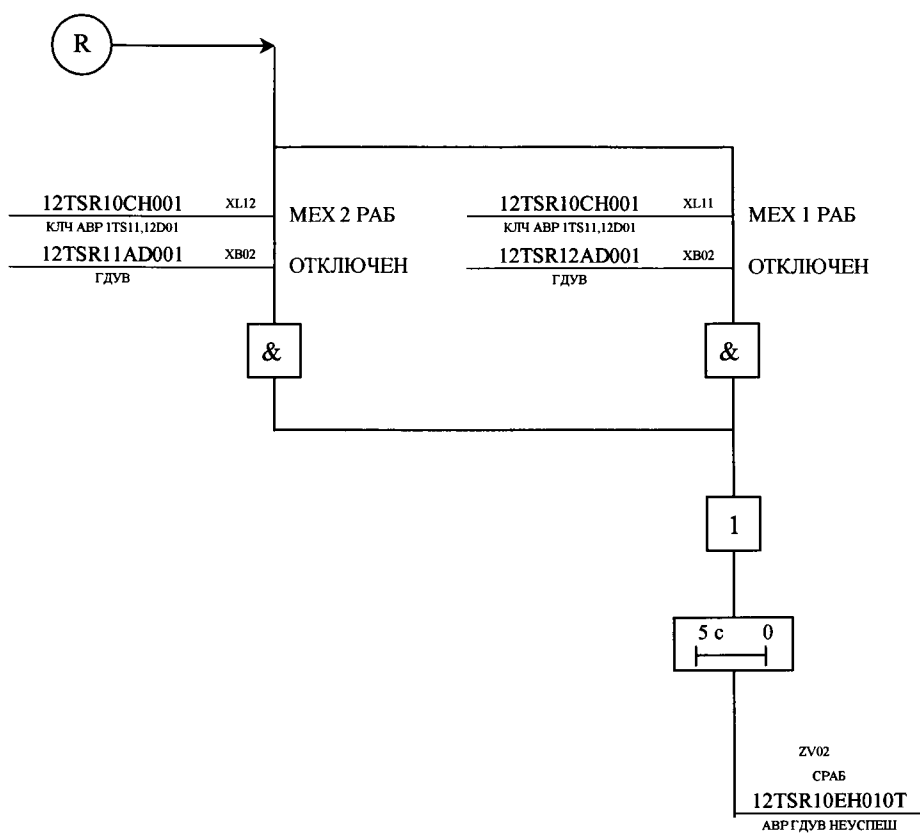 R
12TSR10CH001 XL12 МЕХ 2 РАБ
КЛЧ АВР 1TS11,12D01
12TSR11AD001 XB02 ОТКЛЮЧЕН
ГДУВ
12TSR10CH001 XL11 МЕХ 1 РАБ
КЛЧ АВР 1TS11,12D01
12TSR12AD001 XB02 ОТКЛЮЧЕН
ГДУВ
&
&
1
5 с 0
ZV02
СРАБ
12TSR10EH010T
АВР ГДУВ НЕУСПЕШ